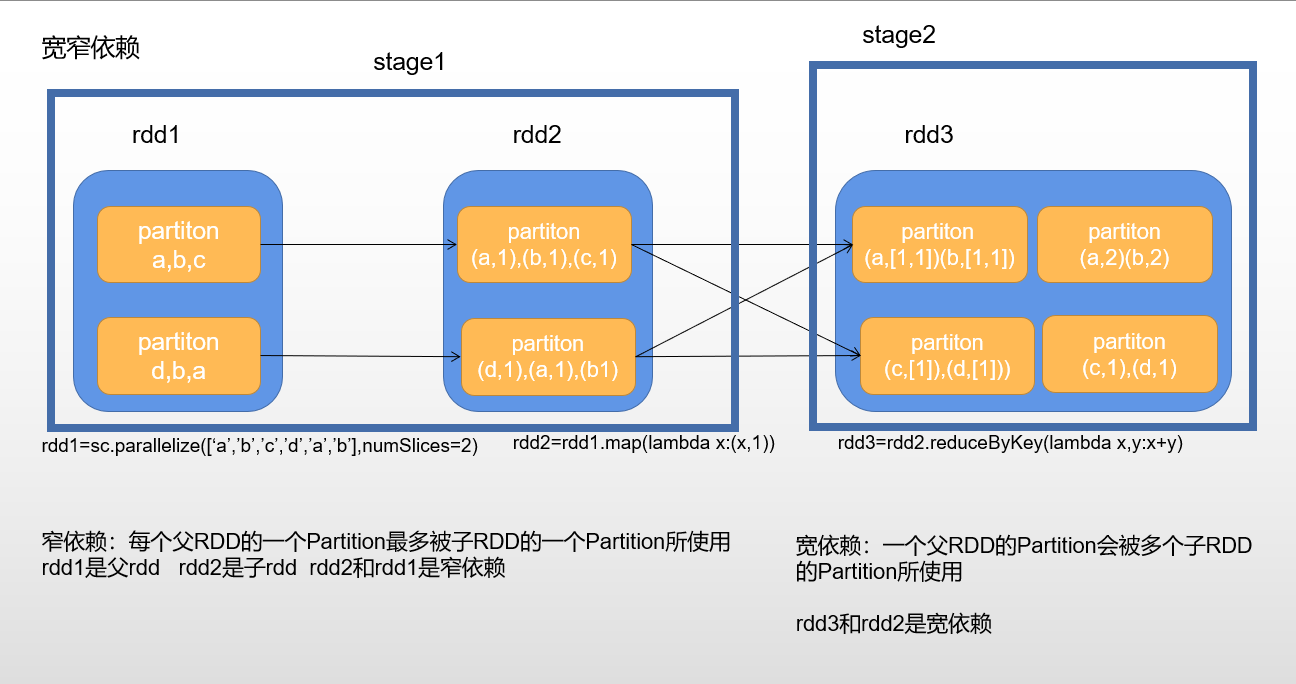 宽窄依赖
stage1
stage2
rdd1
rdd2
rdd3
partiton
a,b,c
partiton
(a,1),(b,1),(c,1)
partiton
(a,[1,1])(b,[1,1])
partiton
(a,2)(b,2)
partiton
d,b,a
partiton
(d,1),(a,1),(b1)
partiton
(c,[1]),(d,[1]))
partiton
(c,1),(d,1)
rdd1=sc.parallelize([‘a’,’b’,’c’,’d’,’a’,’b’],numSlices=2)
rdd2=rdd1.map(lambda x:(x,1))
rdd3=rdd2.reduceByKey(lambda x,y:x+y)
窄依赖：每个父RDD的一个Partition最多被子RDD的一个Partition所使用
rdd1是父rdd rdd2是子rdd rdd2和rdd1是窄依赖
宽依赖：一个父RDD的Partition会被多个子RDD
的Partition所使用
rdd3和rdd2是宽依赖